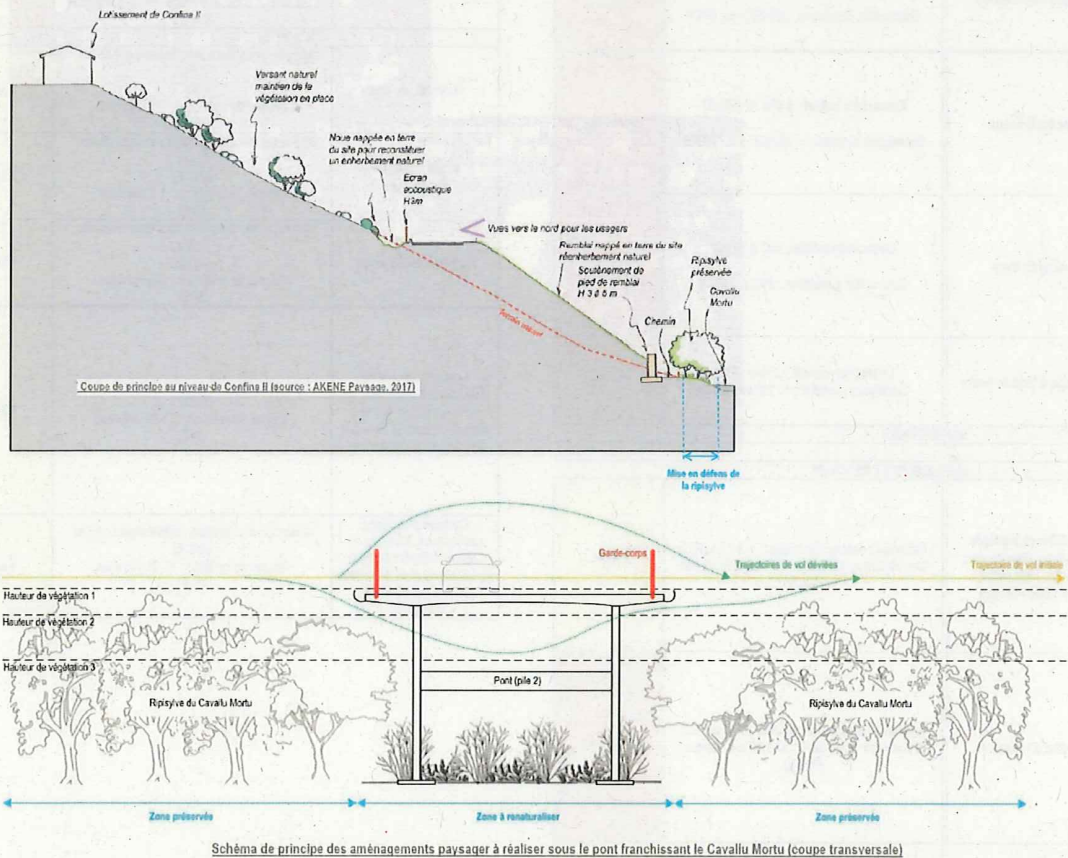 Lotissement de Confina II
Versant naturel
maintien de la
végétation en place
Noue nappée en terre
du site pour reconstituer
un enherbement naturel
Ecran
accoustique
H 2m
Vues vers le nord pour les usagers
Remblai nappé en terre du site
réenherbement naturel
Soutènement de
pied de remblai
H 3 à 5 m
Ripisylve
préservée
Cavallu
Mortu
Chemin
Terrain naturel
Coupe de principe au niveau de Confina II (source : AKENE Paysage, 2017)
Mise en défens de
la ripisylve
Garde-corps
Trajectoires de vol déviées
Trajectoire de vol initiale
Hauteur de végétation 1
Hauteur de végétation 2
Hauteur de végétation 3
Pont (pile 2)
Ripisylve du Cavallu Mortu
Ripisylve du Cavallu Mortu
Zone préservée
Zone à renaturaliser
Zone préservée
Schéma de principe des aménagements paysager à réaliser sous le pont franchissant le Cavallu Mortu (coupe transversale)